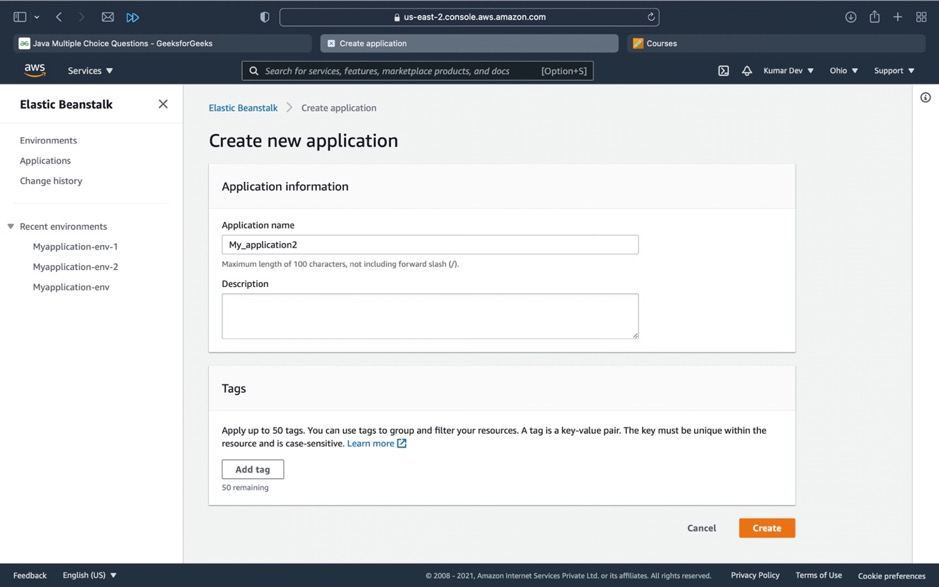 us-east-2.console.aws.amazon.com
Java Multiple Choice Questions - GeeksforGeeks
Create application
Courses
aws
Services ▼
Search for services, features, marketplace products, and docs [Option+S]
Kumar Dev ▼
Ohio ▼
Support ▼
Elastic Beanstalk
Environments
Applications
Change history
Recent environments
Myapplication-env-1
Myapplication-env-2
Myapplication-env
Elastic Beanstalk > Create application
Create new application
Application information
Application name
My_application2
Maximum length of 100 characters, not including forward slash (/).
Description
Tags
Apply up to 50 tags. You can use tags to group and filter your resources. A tag is a key-value pair. The key must be unique within the
resource and is case-sensitive. Learn more
Add tag
50 remaining
Cancel
Create
Feedback
English (US) ▼
© 2008 - 2021, Amazon Internet Services Private Ltd. or its affiliates. All rights reserved.
Privacy Policy
Terms of Use
Cookie preferences